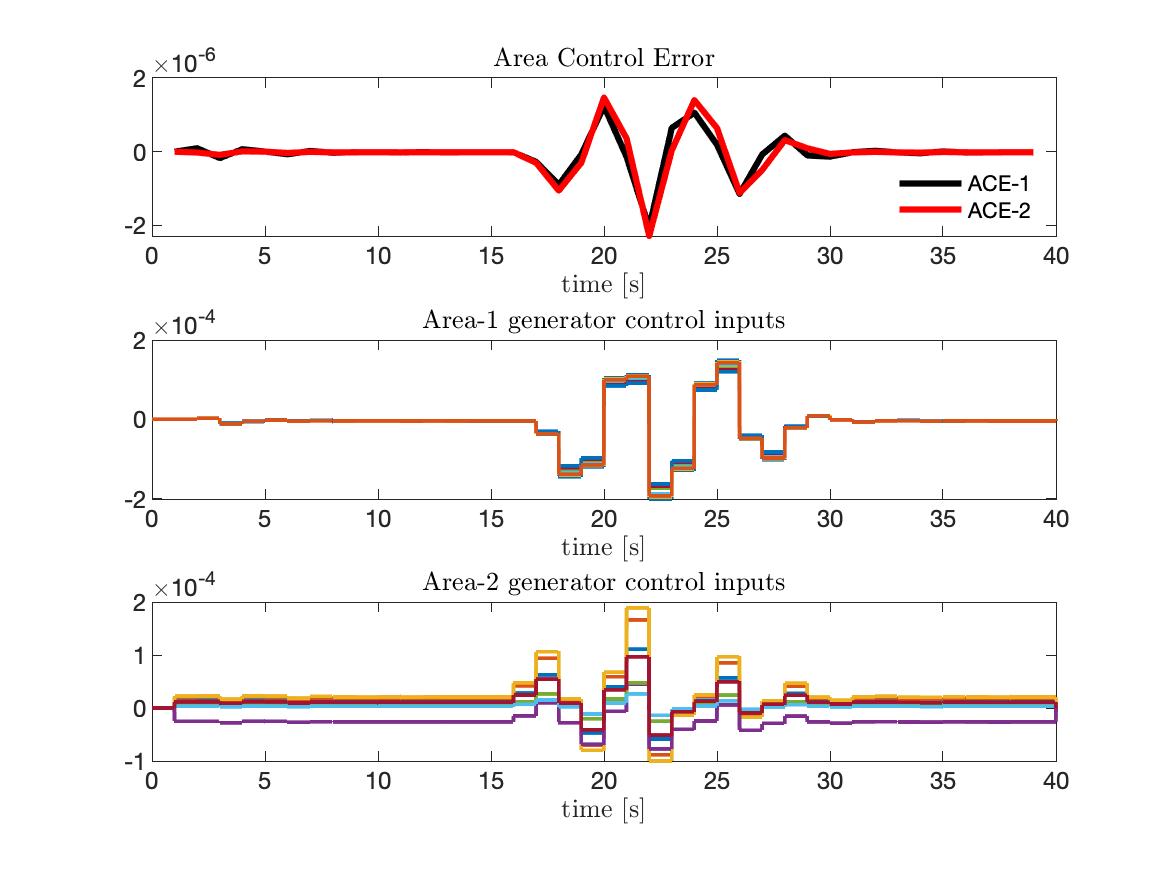 Area Control Error
×10-6
2
0
-2
ACE-1
ACE-2
0 5 10 15 20 25 30 35 40
time [s]
Area-1 generator control inputs
×10-4
2
0
-2
0 5 10 15 20 25 30 35 40
time [s]
Area-2 generator control inputs
×10-4
2
1
0
-1
0 5 10 15 20 25 30 35 40
time [s]